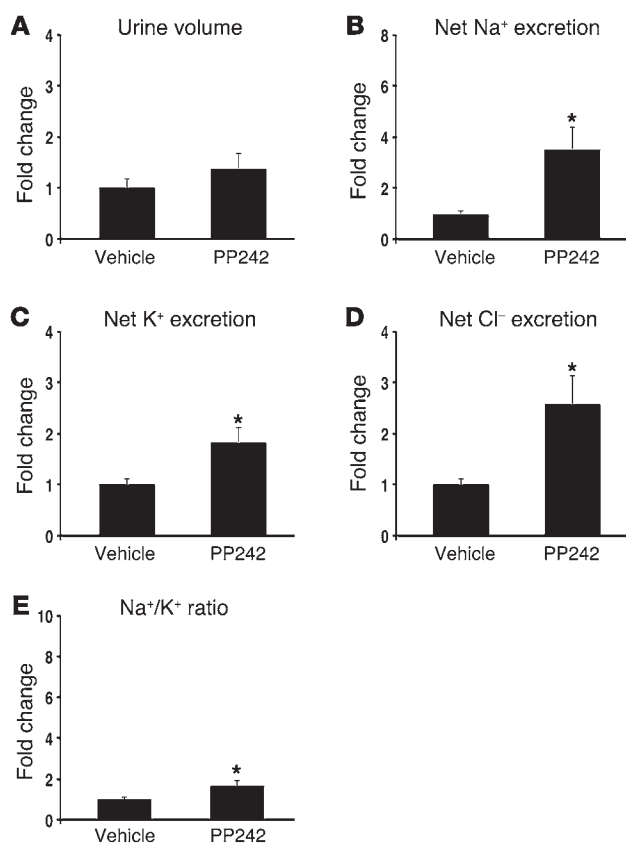 A Urine volume
Fold change
4
3
2
1
0
Vehicle PP242
B Net Na⁺ excretion
Fold change
8
6
4
2
0
*
Vehicle PP242
C Net K⁺ excretion
Fold change
4
3
2
1
0
*
Vehicle PP242
D Net Cl⁻ excretion
Fold change
4
3
2
1
0
*
Vehicle PP242
E Na⁺/K⁺ ratio
Fold change
10
8
6
4
2
0
*
Vehicle PP242